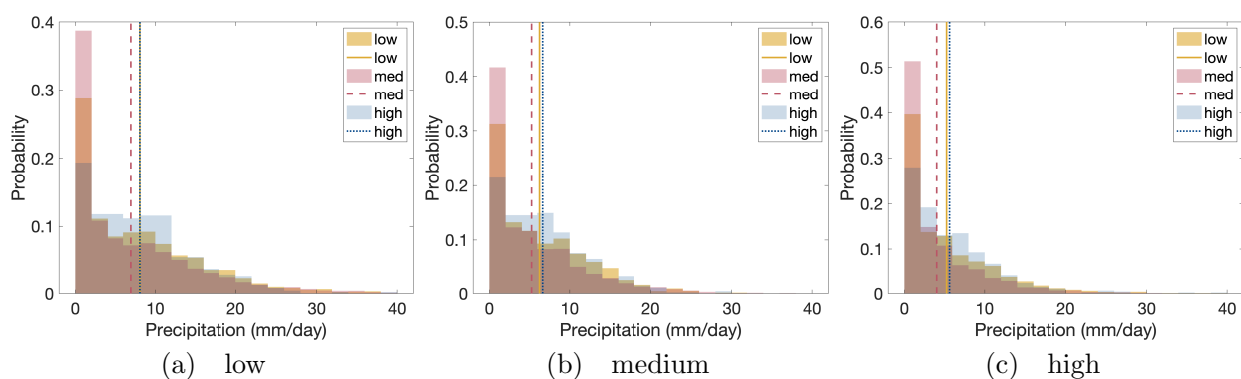 0.4
0.3
0.2
0.1
0
Probability
0 10 20 30 40
Precipitation (mm/day)
low
low
med
med
high
high
(a) low
0.5
0.4
0.3
0.2
0.1
0
Probability
0 10 20 30 40
Precipitation (mm/day)
low
low
med
med
high
high
(b) medium
0.6
0.5
0.4
0.3
0.2
0.1
0
Probability
0 10 20 30 40
Precipitation (mm/day)
low
low
med
med
high
high
(c) high